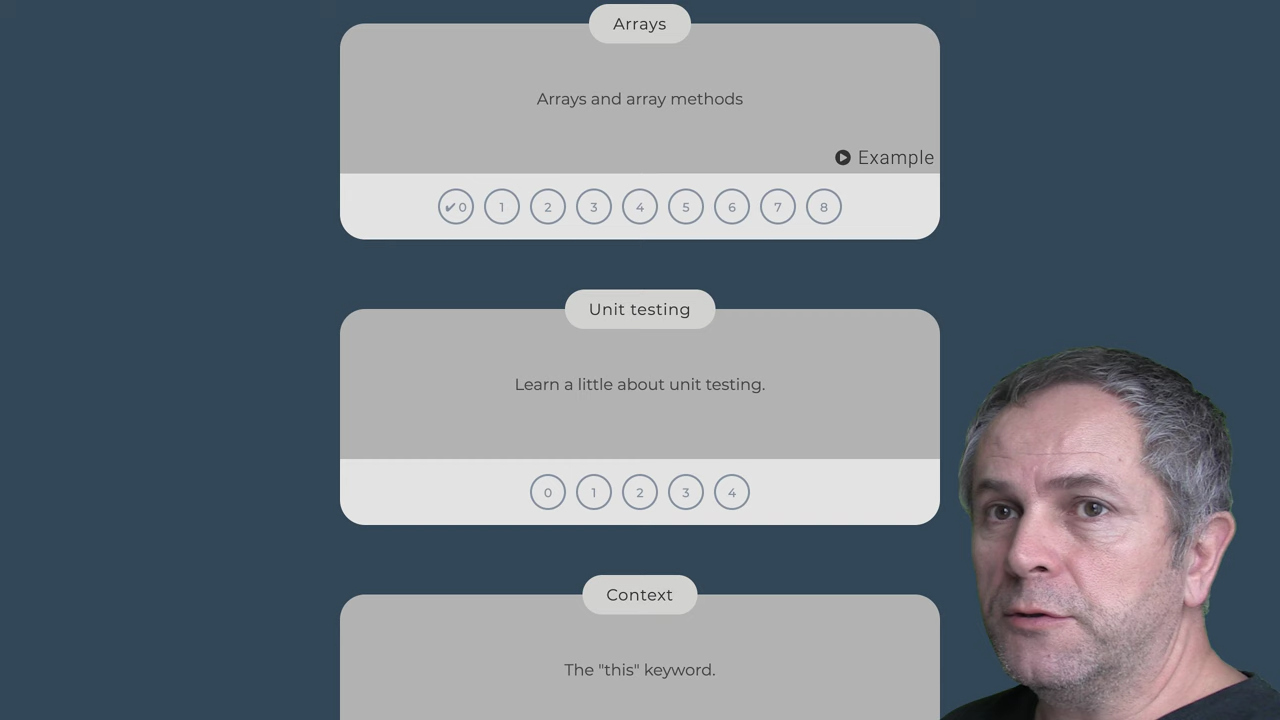 Arrays
Arrays and array methods
Example
✔0 1 2 3 4 5 6 7 8
Unit testing
Learn a little about unit testing.
0 1 2 3 4
Context
The "this" keyword.